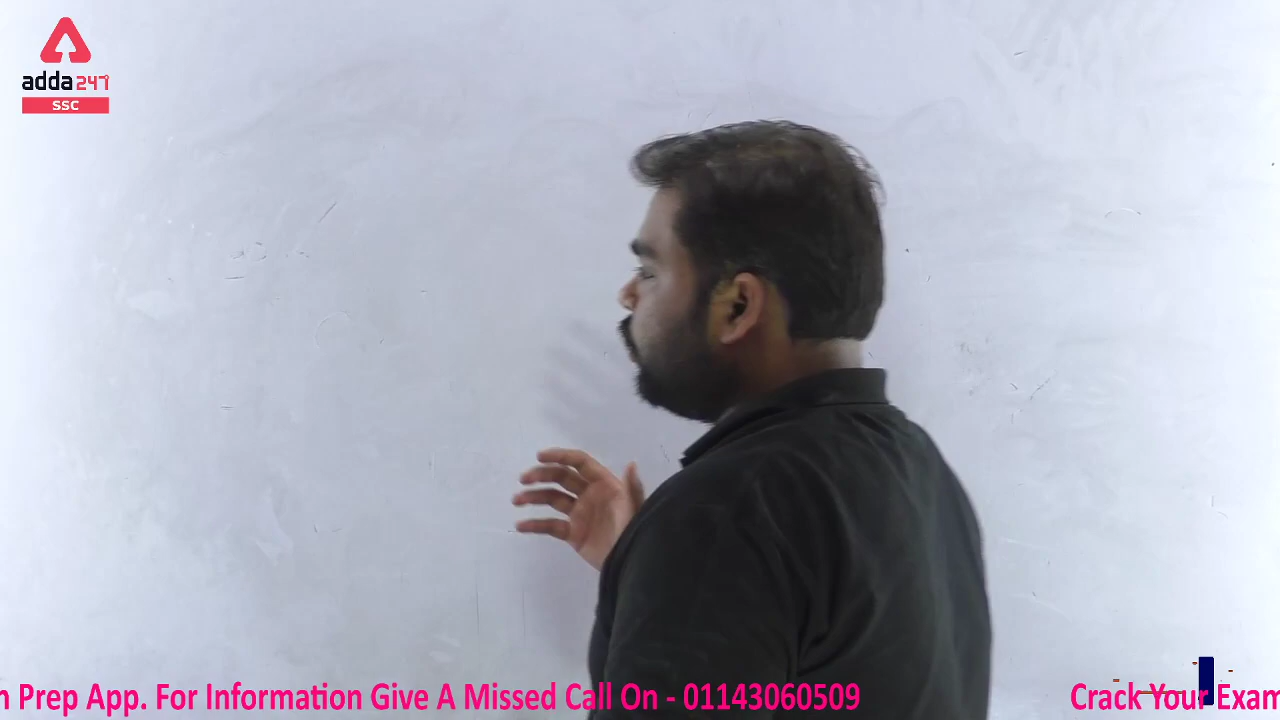 adda247
SSC
n Prep App. For Information Give A Missed Call On - 01143060509 Crack Your Exam